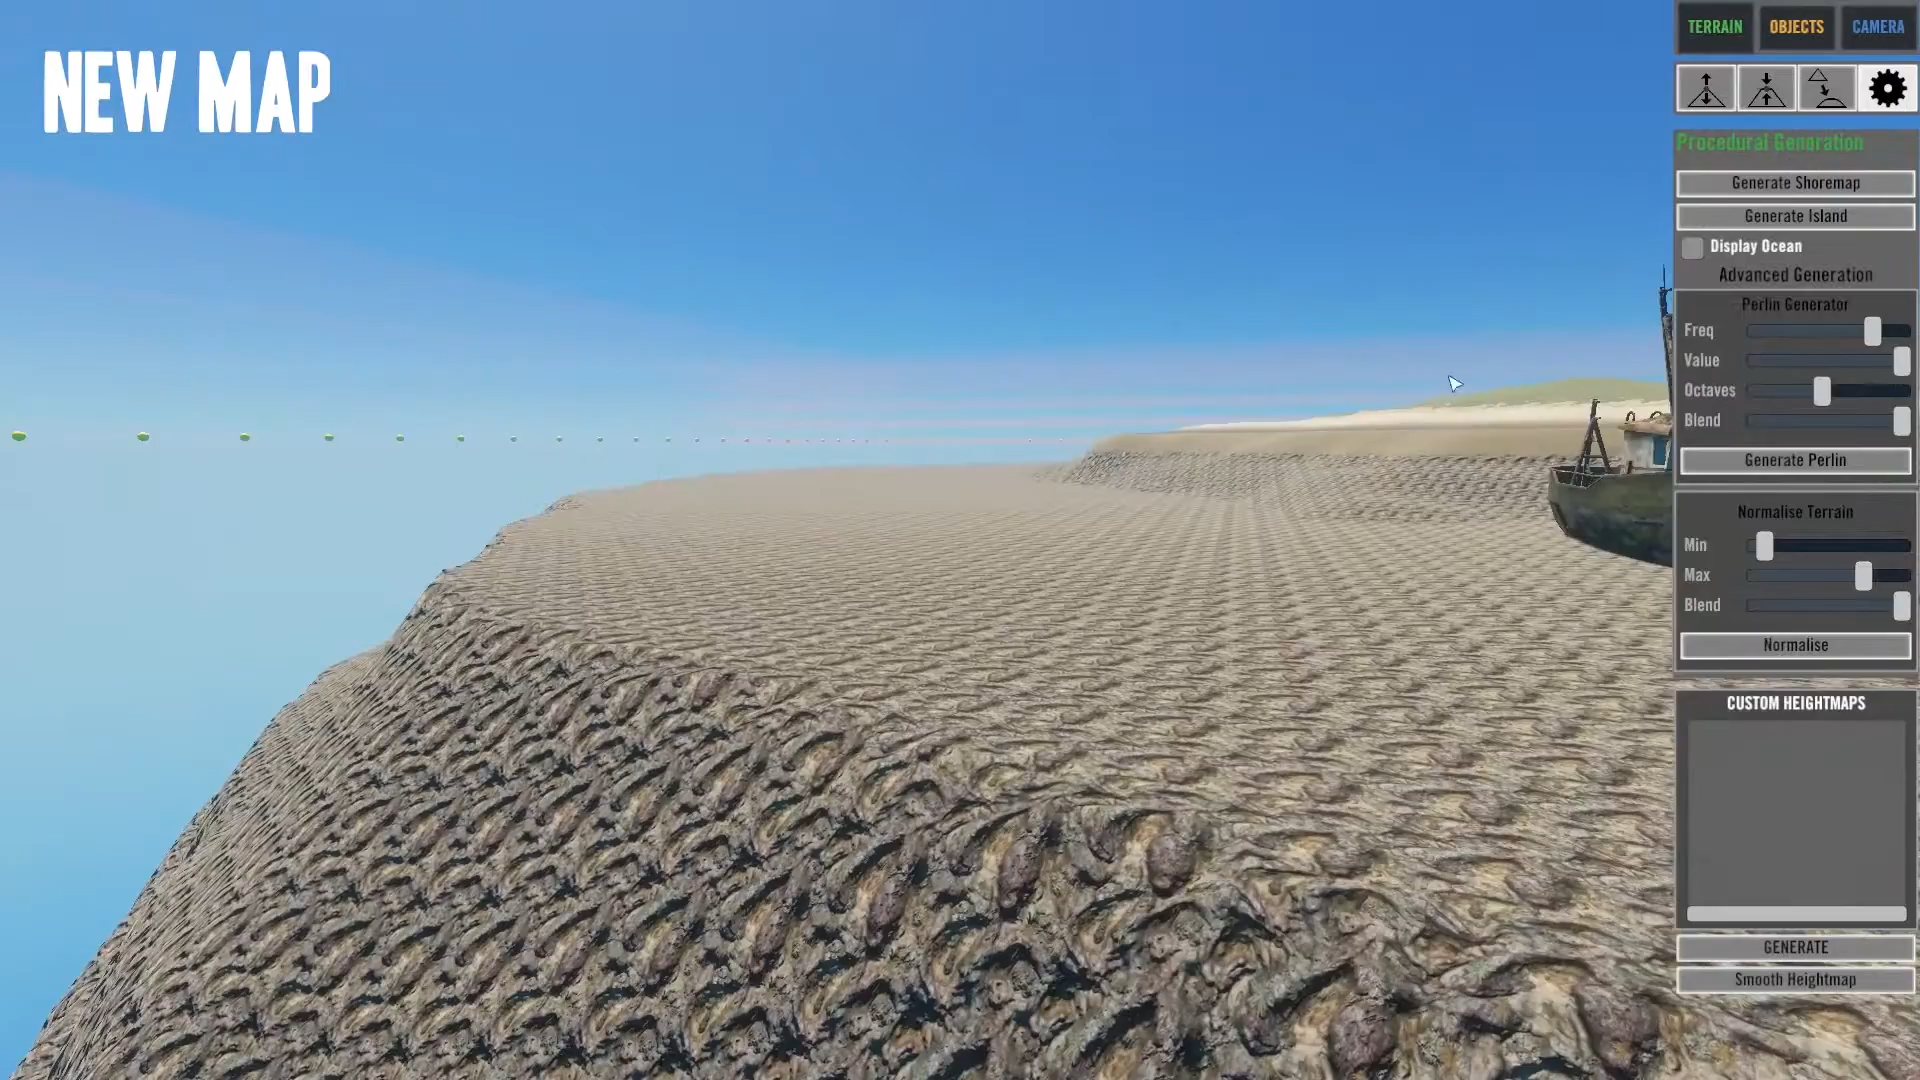 NEW MAP
TERRAIN
OBJECTS
CAMERA
Procedural Generation
Generate Shoremap
Generate Island
Display Ocean
Advanced Generation
Perlin Generator
Freq
Value
Octaves
Blend
Generate Perlin
Normalise Terrain
Min
Max
Blend
Normalise
CUSTOM HEIGHTMAPS
GENERATE
Smooth Heightmap